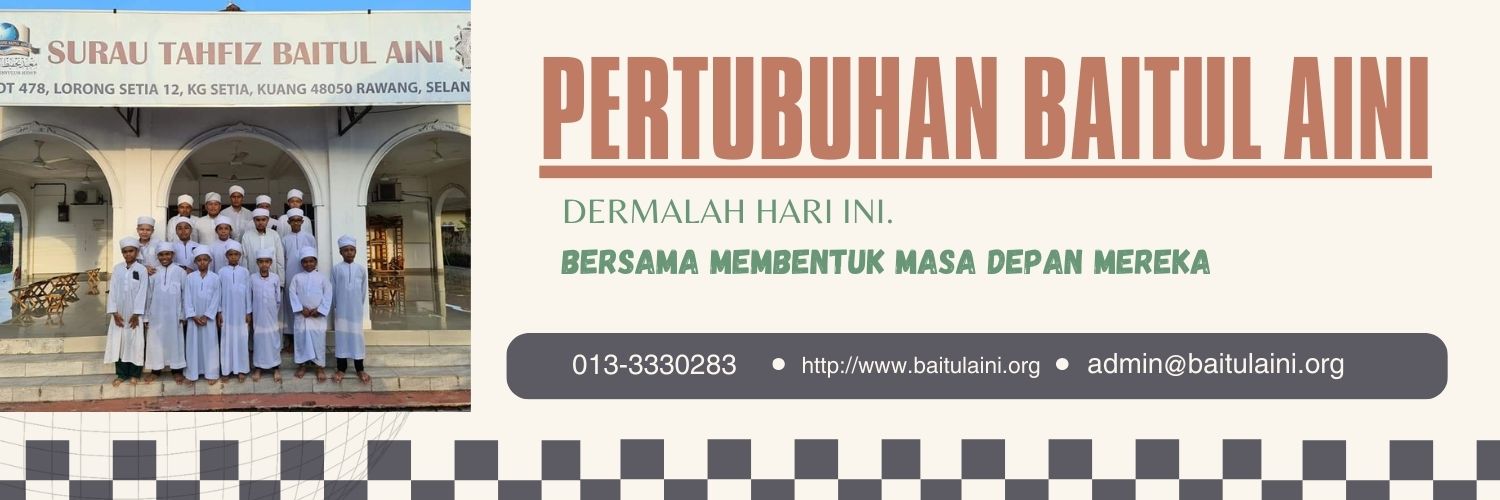 SURAU TAHFIZ BAITUL AINI
OT 478, LORONG SETIA 12, KG SETIA, KUANG 48050 RAWANG, SELAN
PERTUBUHAN BAITUL AINI
DERMALAH HARI INI.
BERSAMA MEMBENTUK MASA DEPAN MEREKA
013-3330283 • http://www.baitulaini.org • admin@baitulaini.org